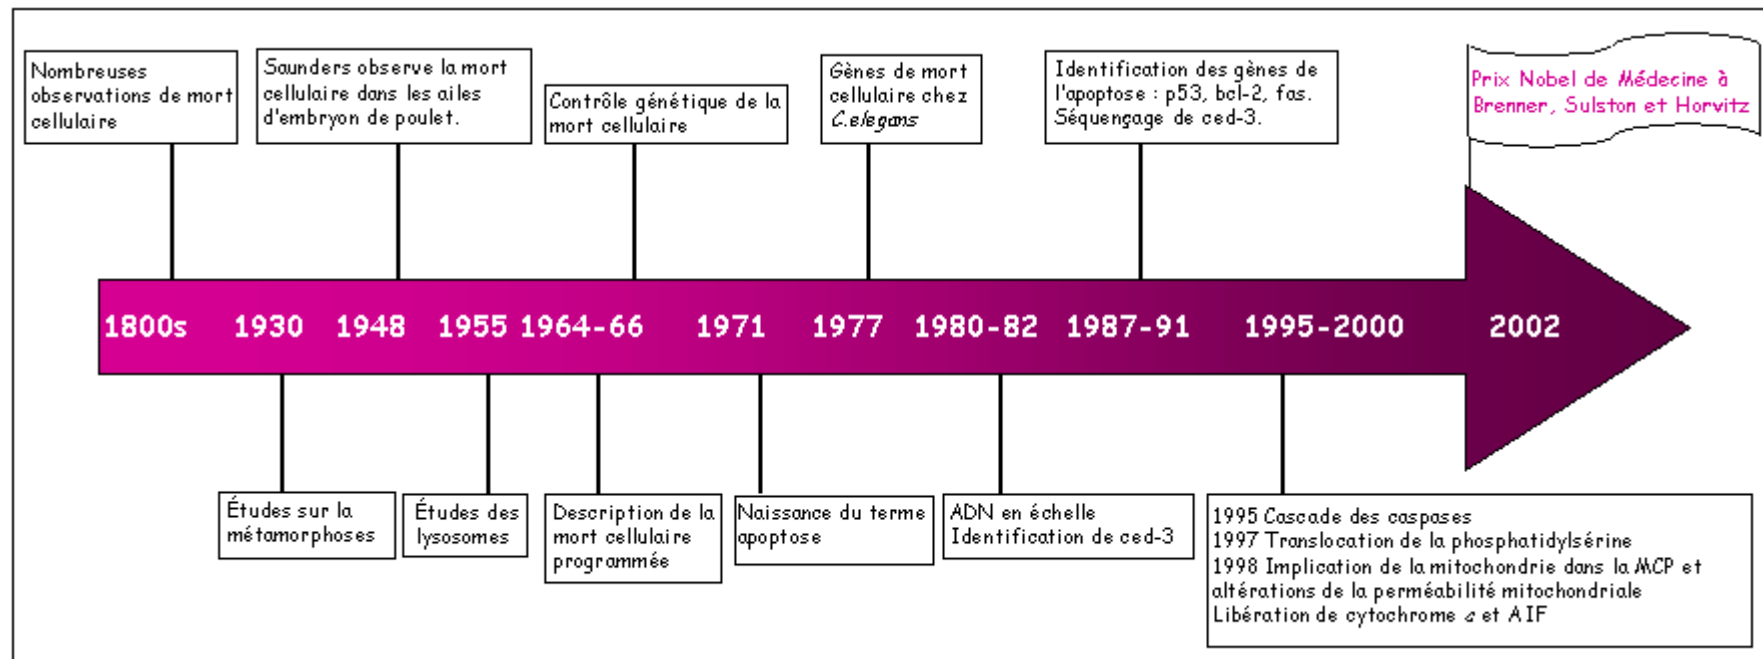 Nombreuses
observations de mort
cellulaire
Saunders observe la mort
cellulaire dans les ailes
d'embryon de poulet.
Contrôle génétique de la
mort cellulaire
Gènes de mort
cellulaire chez
C.elegans
Identification des gènes de
l'apoptose : p53, bcl-2, fas.
Séquençage de ced-3.
Prix Nobel de Médecine à
Brenner, Sulston et Horvitz
1800s 1930 1948 1955 1964-66 1971 1977 1980-82 1987-91 1995-2000 2002
Études sur la
métamorphoses
Études des
lysosomes
Description de la
mort cellulaire
programmée
Naissance du terme
apoptose
ADN en échelle
Identification de ced-3
1995 Cascade des caspases
1997 Translocation de la phosphatidylsérine
1998 Implication de la mitochondrie dans la MCP et
altérations de la perméabilité mitochondriale
Libération de cytochrome c et AIF